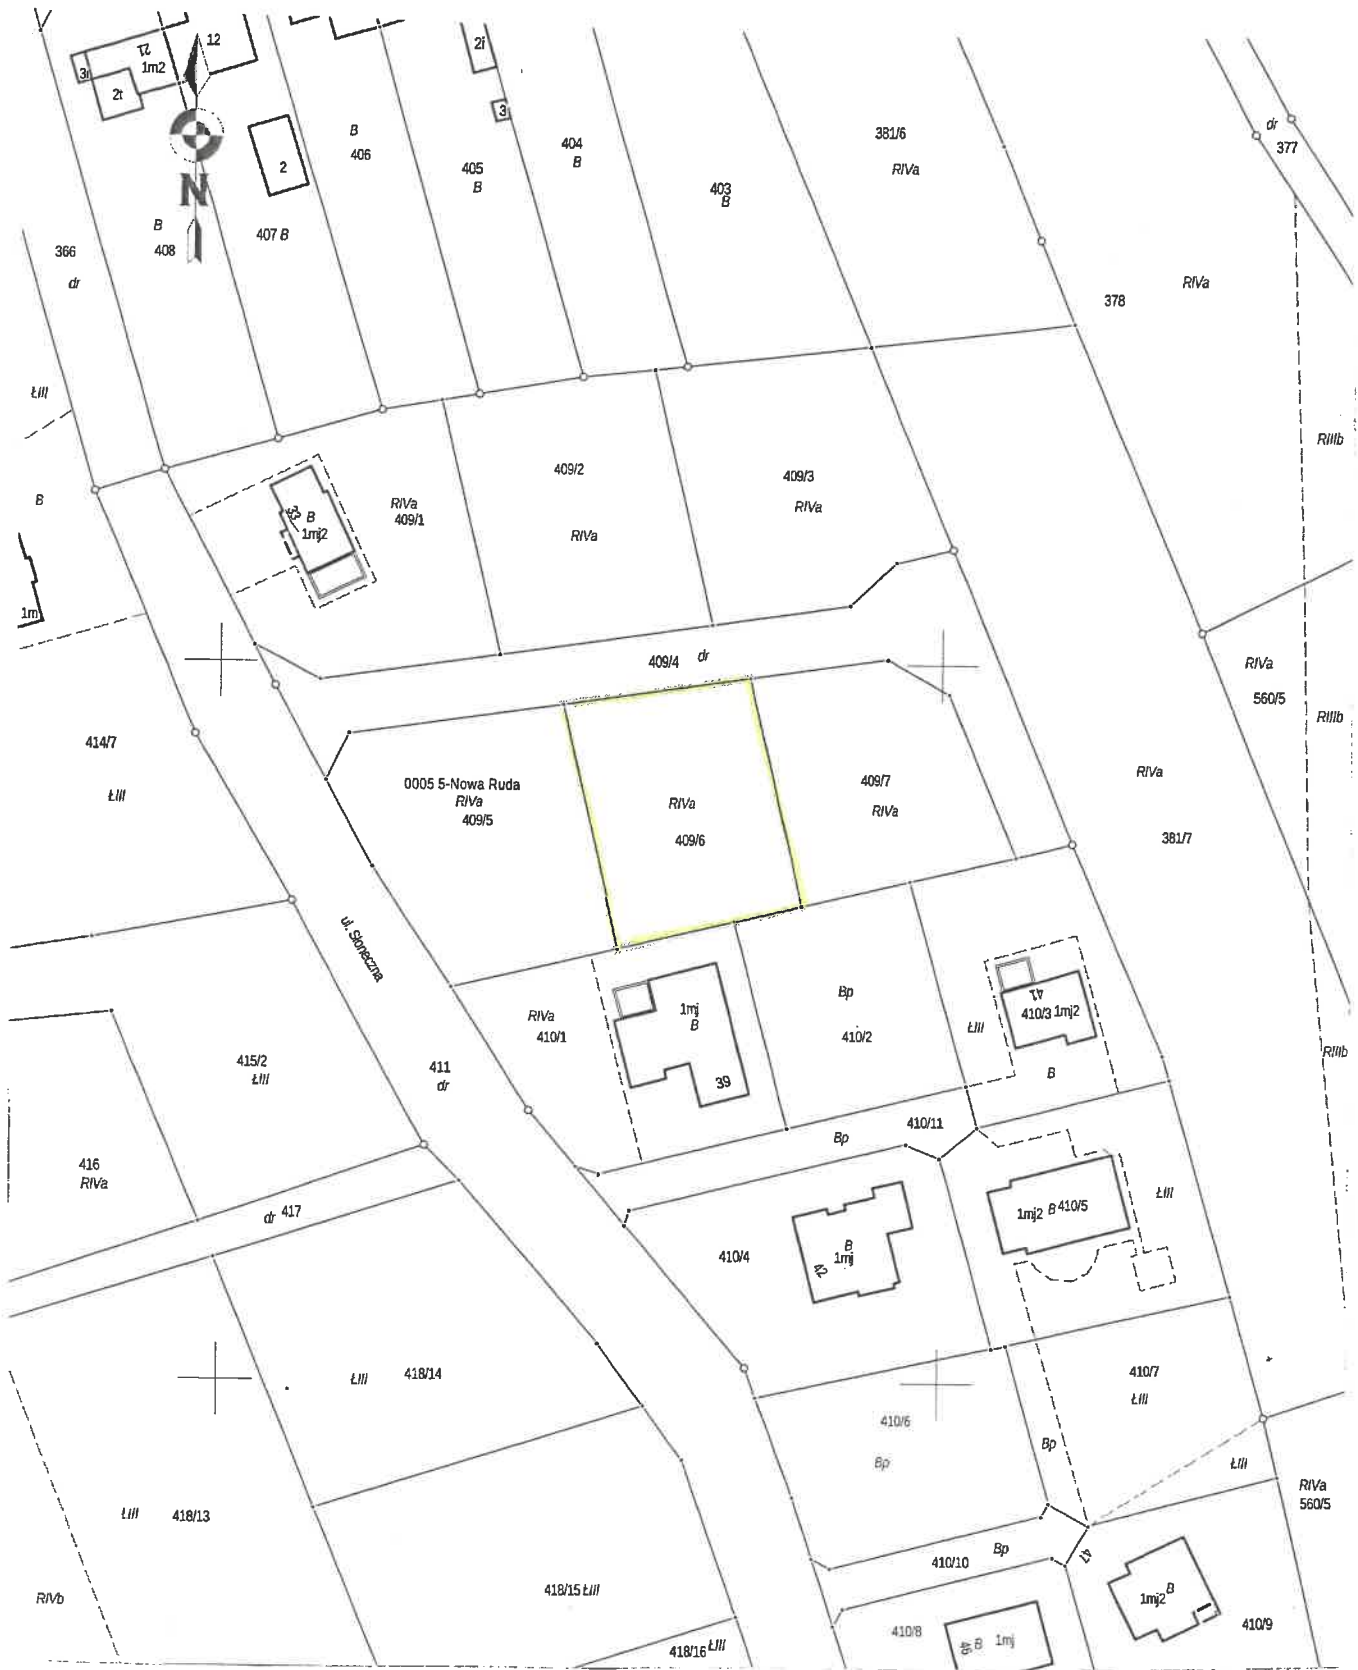 12
21
1m2
3
2t
2i
3
2
B
406
405
B
404
B
403
B
381/6
RIVa
dr
377
N
B
408
407 B
366
dr
378
RIVa
ŁIII
B
1m
409/2
RIVa
409/3
RIVa
RIVa
409/1
33
B
1mj2
RIIIb
409/4
dr
RIVa
560/5
RIIIb
414/7
ŁIII
0005 5-Nowa Ruda
RIVa
409/5
RIVa
409/6
409/7
RIVa
RIVa
381/7
ul. Słoneczna
RIVa
410/1
1mj
B
39
Bp
410/2
ŁIII
41
410/3 1mj2
B
RIIIb
415/2
ŁIII
411
dr
416
RIVa
dr 417
Bp
410/11
410/4
B
1mj
42
1mj2 B 410/5
ŁIII
ŁIII
418/14
410/6
Bp
410/7
ŁIII
Bp
ŁIII
RIVa
560/5
ŁIII
418/13
Bp
410/10
47
418/15 ŁIII
RIVb
1mj2 B
410/9
410/8
46
B 1mj
418/16 ŁIII